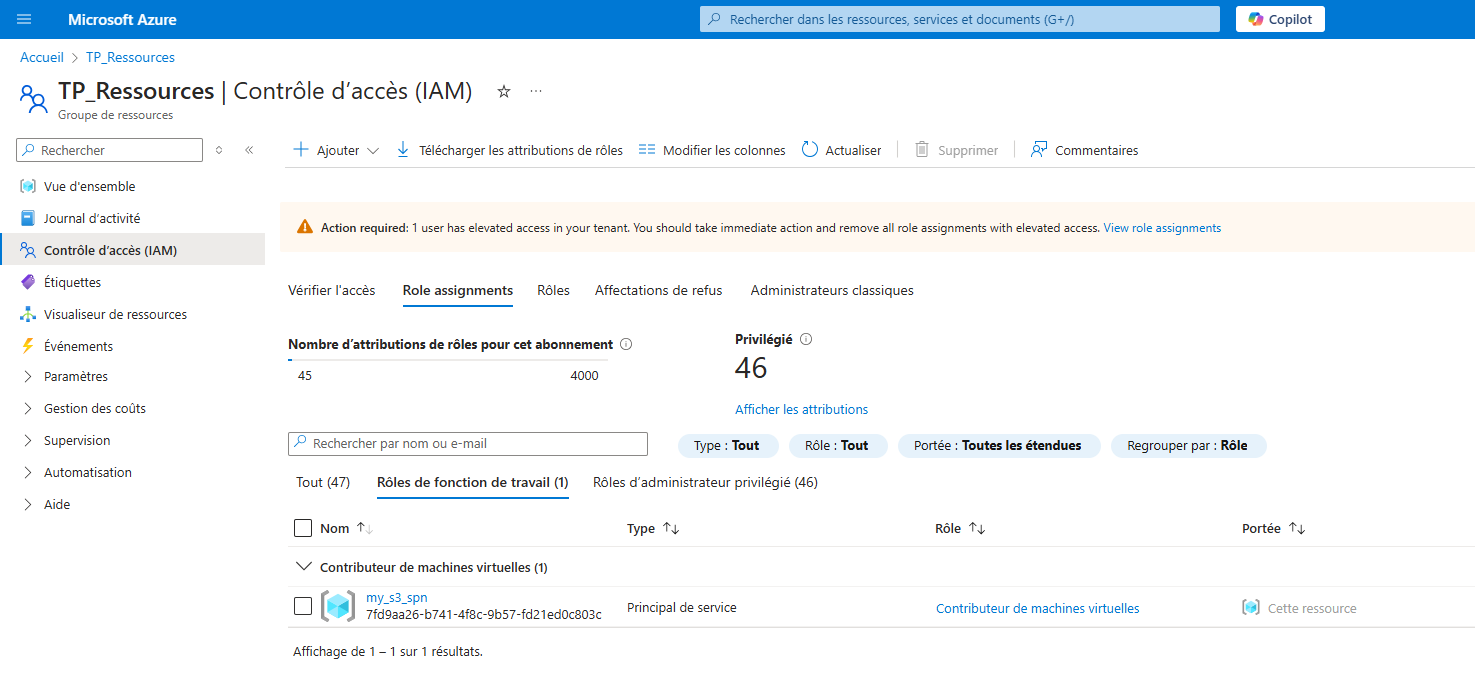 Microsoft Azure
Rechercher dans les ressources, services et documents (G+/)
Copilot
Accueil > TP_Ressources
TP_Ressources | Contrôle d’accès (IAM)
Groupe de ressources
Rechercher
Ajouter
Télécharger les attributions de rôles
Modifier les colonnes
Actualiser
Supprimer
Commentaires
Vue d'ensemble
Journal d’activité
Contrôle d’accès (IAM)
Étiquettes
Visualiseur de ressources
Événements
Paramètres
Gestion des coûts
Supervision
Automatisation
Aide
Action required: 1 user has elevated access in your tenant. You should take immediate action and remove all role assignments with elevated access. View role assignments
Vérifier l'accès
Role assignments
Rôles
Affectations de refus
Administrateurs classiques
Nombre d’attributions de rôles pour cet abonnement
45
4000
Privilégié
46
Afficher les attributions
Rechercher par nom ou e-mail
Type : Tout
Rôle : Tout
Portée : Toutes les étendues
Regrouper par : Rôle
Tout (47)
Rôles de fonction de travail (1)
Rôles d’administrateur privilégié (46)
Nom
Type
Rôle
Portée
Contributeur de machines virtuelles (1)
my_s3_spn
7fd9aa26-b741-4f8c-9b57-fd21ed0c803c
Principal de service
Contributeur de machines virtuelles
Cette ressource
Affichage de 1 – 1 sur 1 résultats.